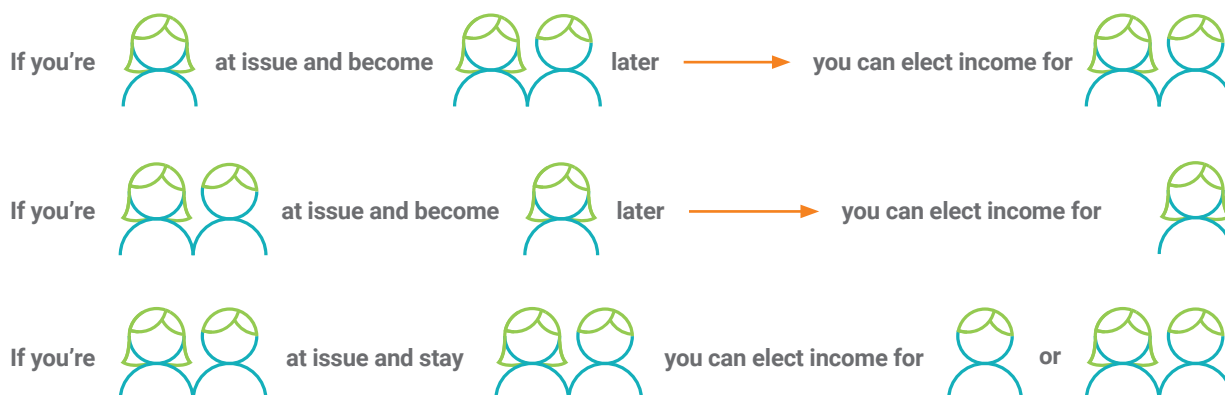 If you're at issue and become later you can elect income for
If you're at issue and become later you can elect income for
If you're at issue and stay you can elect income for or